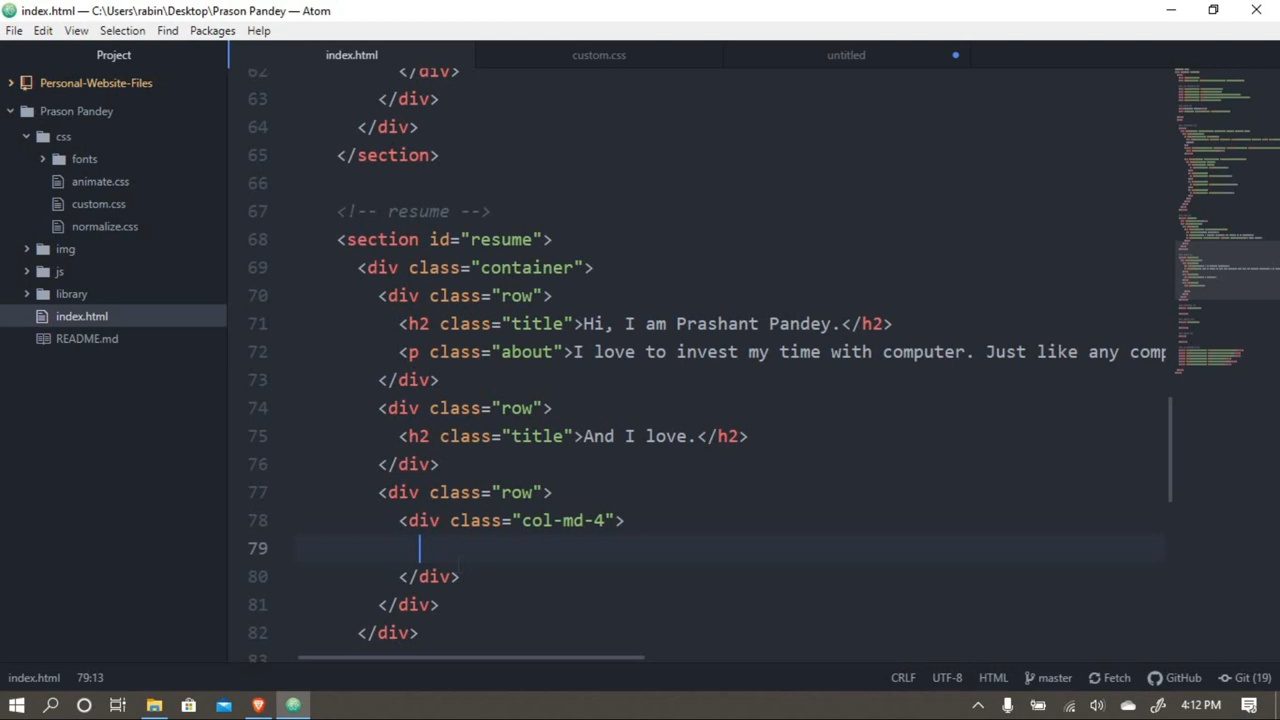 index.html — C:\Users\rabin\Desktop\Prason Pandey — Atom
File Edit View Selection Find Packages Help
Project
index.html custom.css untitled
Personal-Website-Files
Prason Pandey
css
fonts
animate.css
custom.css
normalize.css
img
js
library
index.html
README.md
62 </div>
63 </div>
64 </div>
65 </section>
66
67 <!-- resume -->
68 <section id="resume">
69 <div class="container">
70 <div class="row">
71 <h2 class="title">Hi, I am Prashant Pandey.</h2>
72 <p class="about">I love to invest my time with computer. Just like any comp
73 </div>
74 <div class="row">
75 <h2 class="title">And I love.</h2>
76 </div>
77 <div class="row">
78 <div class="col-md-4">
79
80 </div>
81 </div>
82 </div>
83
index.html 79:13 CRLF UTF-8 HTML master Fetch GitHub Git (19)
4:12 PM